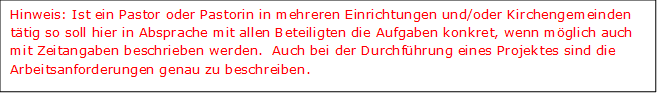 Hinweis: Ist ein Pastor oder Pastorin in mehreren Einrichtungen und/oder Kirchengemeinden
tätig so soll hier in Absprache mit allen Beteiligten die Aufgaben konkret, wenn möglich auch
mit Zeitangaben beschrieben werden.  Auch bei der Durchführung eines Projektes sind die
Arbeitsanforderungen genau zu beschreiben.